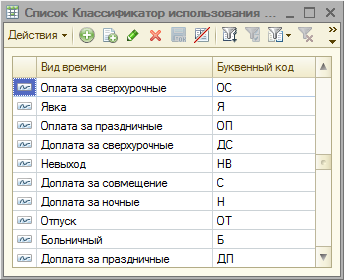 Список Классификатор использования ...
Действия
Вид времени Буквенный код
Оплата за сверхурочные ОС
Явка Я
Оплата за праздничные ОП
Доплата за сверхурочные ДС
Невыход НВ
Доплата за совмещение С
Доплата за ночные Н
Отпуск ОТ
Больничный Б
Доплата за праздничные ДП